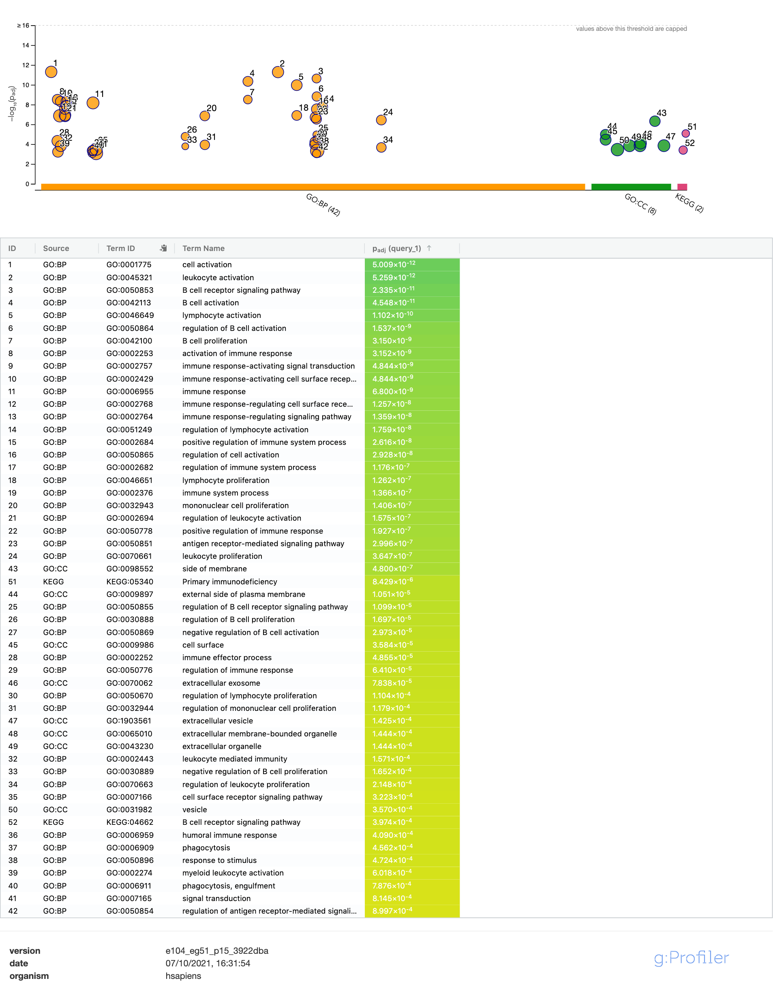 ≥ 16
values above this threshold are capped
14
12
10
8
6
4
2
0
−log₁₀(pₐdⱼ)
1
2
3
4
5
6
7
8
11
18
20
23
24
26
31
33
34
39
42
43
44
45
47
48
49
50
51
52
GO:BP (42)
GO:CC (8)
KEGG (2)
ID Source Term ID Term Name padj (query_1) ↑
1 GO:BP GO:0001775 cell activation 5.009×10⁻¹²
2 GO:BP GO:0045321 leukocyte activation 5.259×10⁻¹²
3 GO:BP GO:0050853 B cell receptor signaling pathway 2.335×10⁻¹¹
4 GO:BP GO:0042113 B cell activation 4.548×10⁻¹¹
5 GO:BP GO:0046649 lymphocyte activation 1.102×10⁻¹⁰
6 GO:BP GO:0050864 regulation of B cell activation 1.537×10⁻⁹
7 GO:BP GO:0042100 B cell proliferation 3.150×10⁻⁹
8 GO:BP GO:0002253 activation of immune response 3.152×10⁻⁹
9 GO:BP GO:0002757 immune response-activating signal transduction 4.844×10⁻⁹
10 GO:BP GO:0002429 immune response-activating cell surface recep... 4.844×10⁻⁹
11 GO:BP GO:0006955 immune response 6.800×10⁻⁹
12 GO:BP GO:0002768 immune response-regulating cell surface rece... 1.257×10⁻⁸
13 GO:BP GO:0002764 immune response-regulating signaling pathway 1.359×10⁻⁸
14 GO:BP GO:0051249 regulation of lymphocyte activation 1.759×10⁻⁸
15 GO:BP GO:0002684 positive regulation of immune system process 2.616×10⁻⁸
16 GO:BP GO:0050865 regulation of cell activation 2.928×10⁻⁸
17 GO:BP GO:0002682 regulation of immune system process 1.176×10⁻⁷
18 GO:BP GO:0046651 lymphocyte proliferation 1.262×10⁻⁷
19 GO:BP GO:0002376 immune system process 1.366×10⁻⁷
20 GO:BP GO:0032943 mononuclear cell proliferation 1.406×10⁻⁷
21 GO:BP GO:0002694 regulation of leukocyte activation 1.575×10⁻⁷
22 GO:BP GO:0050778 positive regulation of immune response 1.927×10⁻⁷
23 GO:BP GO:0050851 antigen receptor-mediated signaling pathway 2.996×10⁻⁷
24 GO:BP GO:0070661 leukocyte proliferation 3.647×10⁻⁷
43 GO:CC GO:0098552 side of membrane 4.800×10⁻⁷
51 KEGG KEGG:05340 Primary immunodeficiency 8.429×10⁻⁶
44 GO:CC GO:0009897 external side of plasma membrane 1.051×10⁻⁵
25 GO:BP GO:0050855 regulation of B cell receptor signaling pathway 1.099×10⁻⁵
26 GO:BP GO:0030888 regulation of B cell proliferation 1.697×10⁻⁵
27 GO:BP GO:0050869 negative regulation of B cell activation 2.973×10⁻⁵
45 GO:CC GO:0009986 cell surface 3.584×10⁻⁵
28 GO:BP GO:0002252 immune effector process 4.855×10⁻⁵
29 GO:BP GO:0050776 regulation of immune response 6.410×10⁻⁵
46 GO:CC GO:0070062 extracellular exosome 7.838×10⁻⁵
30 GO:BP GO:0050670 regulation of lymphocyte proliferation 1.104×10⁻⁴
31 GO:BP GO:0032944 regulation of mononuclear cell proliferation 1.179×10⁻⁴
47 GO:CC GO:1903561 extracellular vesicle 1.425×10⁻⁴
48 GO:CC GO:0065010 extracellular membrane-bounded organelle 1.444×10⁻⁴
49 GO:CC GO:0043230 extracellular organelle 1.444×10⁻⁴
32 GO:BP GO:0002443 leukocyte mediated immunity 1.571×10⁻⁴
33 GO:BP GO:0030889 negative regulation of B cell proliferation 1.652×10⁻⁴
34 GO:BP GO:0070663 regulation of leukocyte proliferation 2.148×10⁻⁴
35 GO:BP GO:0007166 cell surface receptor signaling pathway 3.223×10⁻⁴
50 GO:CC GO:0031982 vesicle 3.570×10⁻⁴
52 KEGG KEGG:04662 B cell receptor signaling pathway 3.974×10⁻⁴
36 GO:BP GO:0006959 humoral immune response 4.090×10⁻⁴
37 GO:BP GO:0006909 phagocytosis 4.562×10⁻⁴
38 GO:BP GO:0050896 response to stimulus 4.724×10⁻⁴
39 GO:BP GO:0002274 myeloid leukocyte activation 6.018×10⁻⁴
40 GO:BP GO:0006911 phagocytosis, engulfment 7.876×10⁻⁴
41 GO:BP GO:0007165 signal transduction 8.145×10⁻⁴
42 GO:BP GO:0050854 regulation of antigen receptor-mediated signali... 8.997×10⁻⁴
version e104_eg51_p15_3922dba
date 07/10/2021, 16:31:54
organism hsapiens
g:Profiler